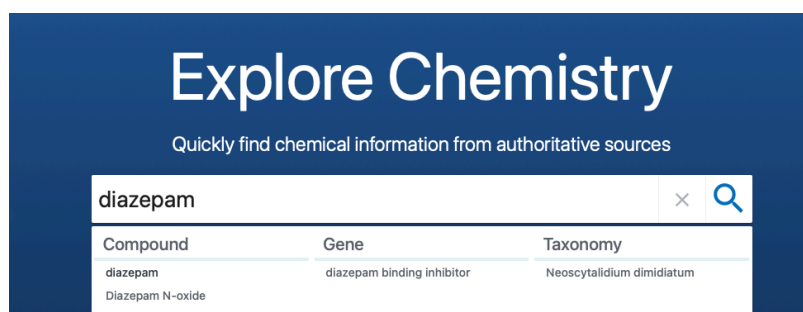 Explore Chemistry
Quickly find chemical information from authoritative sources
diazepam
Compound Gene Taxonomy
diazepam diazepam binding inhibitor Neoscytalidium dimidiatum
Diazepam N-oxide